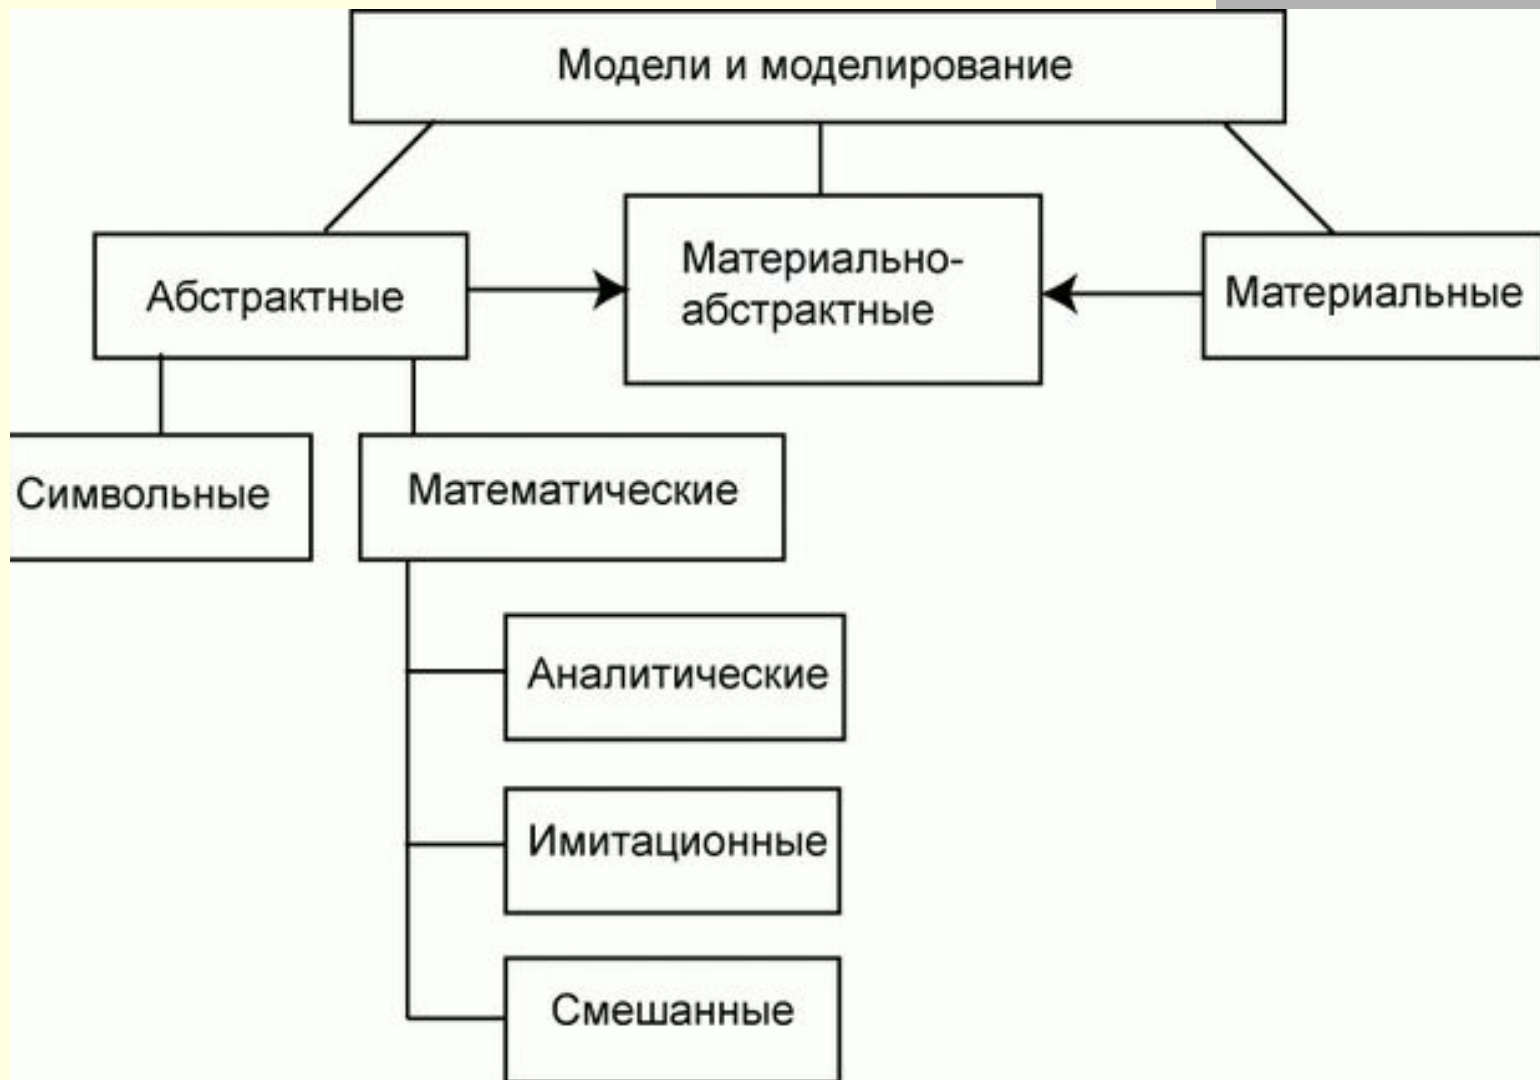 Модели и моделирование
Абстрактные
Материально-
абстрактные
Материальные
Символьные
Математические
Аналитические
Имитационные
Смешанные